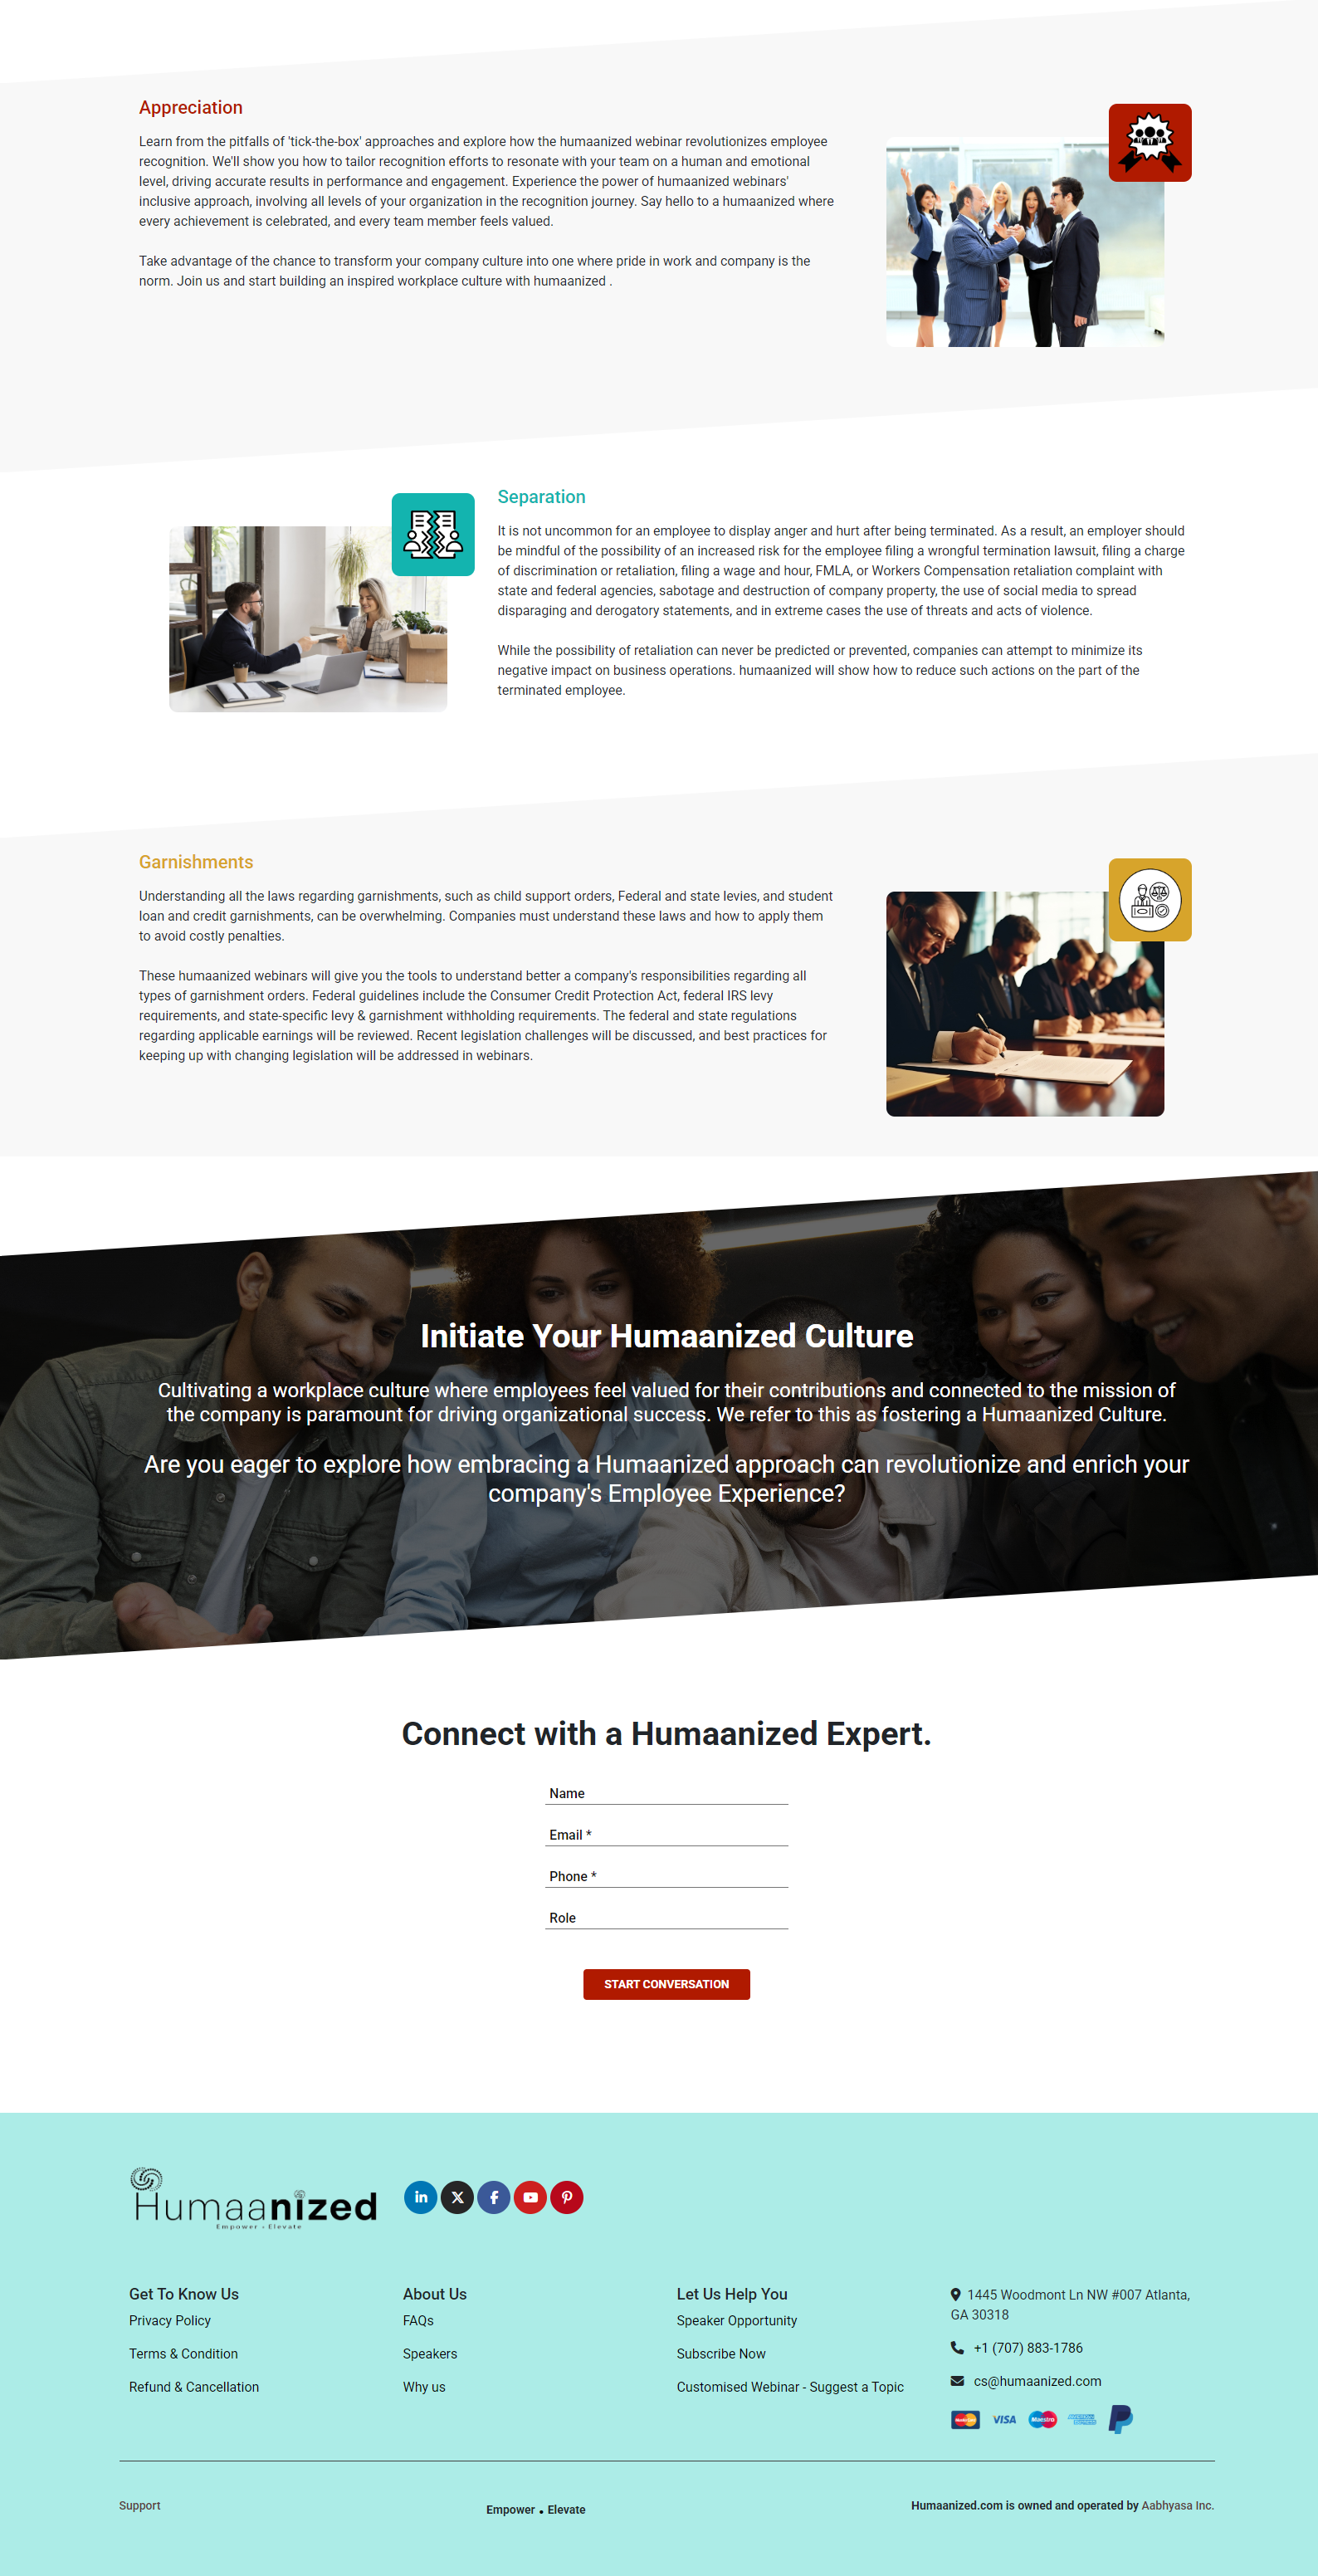 Appreciation
Learn from the pitfalls of 'tick-the-box' approaches and explore how the humaanized webinar revolutionizes employee
recognition. We'll show you how to tailor recognition efforts to resonate with your team on a human and emotional
level, driving accurate results in performance and engagement. Experience the power of humaanized webinars'
inclusive approach, involving all levels of your organization in the recognition journey. Say hello to a humaanized where
every achievement is celebrated, and every team member feels valued.
Take advantage of the chance to transform your company culture into one where pride in work and company is the
norm. Join us and start building an inspired workplace culture with humaanized .
Separation
It is not uncommon for an employee to display anger and hurt after being terminated. As a result, an employer should
be mindful of the possibility of an increased risk for the employee filing a wrongful termination lawsuit, filing a charge
of discrimination or retaliation, filing a wage and hour, FMLA, or Workers Compensation retaliation complaint with
state and federal agencies, sabotage and destruction of company property, the use of social media to spread
disparaging and derogatory statements, and in extreme cases the use of threats and acts of violence.
While the possibility of retaliation can never be predicted or prevented, companies can attempt to minimize its
negative impact on business operations. humaanized will show how to reduce such actions on the part of the
terminated employee.
Garnishments
Understanding all the laws regarding garnishments, such as child support orders, Federal and state levies, and student
loan and credit garnishments, can be overwhelming. Companies must understand these laws and how to apply them
to avoid costly penalties.
These humaanized webinars will give you the tools to understand better a company's responsibilities regarding all
types of garnishment orders. Federal guidelines include the Consumer Credit Protection Act, federal IRS levy
requirements, and state-specific levy & garnishment withholding requirements. The federal and state regulations
regarding applicable earnings will be reviewed. Recent legislation challenges will be discussed, and best practices for
keeping up with changing legislation will be addressed in webinars.
Initiate Your Humaanized Culture
Cultivating a workplace culture where employees feel valued for their contributions and connected to the mission of
the company is paramount for driving organizational success. We refer to this as fostering a Humaanized Culture.
Are you eager to explore how embracing a Humaanized approach can revolutionize and enrich your
company's Employee Experience?
Connect with a Humaanized Expert.
Name
Email *
Phone *
Role
START CONVERSATION
Humaanized
Empower • Elevate
Get To Know Us
Privacy Policy
Terms & Condition
Refund & Cancellation
About Us
FAQs
Speakers
Why us
Let Us Help You
Speaker Opportunity
Subscribe Now
Customised Webinar - Suggest a Topic
1445 Woodmont Ln NW #007 Atlanta,
GA 30318
+1 (707) 883-1786
cs@humaanized.com
MasterCard VISA Maestro AMERICAN EXPRESS
Support
Empower • Elevate
Humaanized.com is owned and operated by Aabhyasa Inc.